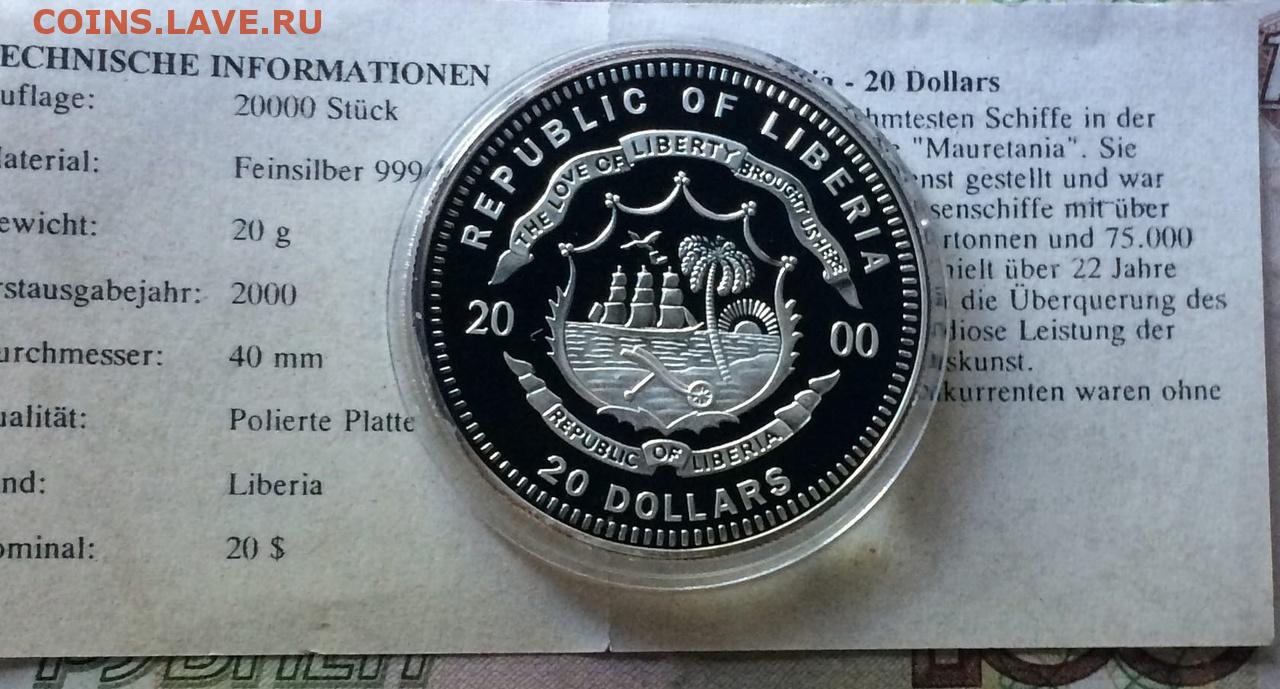 COINS.LAVE.RU
ECHNISCHE INFORMATIONEN
uflage: 20000 Stück
aterial: Feinsilber 999
ewicht: 20 g
rstausgabejahr: 2000
urchmesser: 40 mm
ualität: Polierte Platte
nd: Liberia
ominal: 20 $
REPUBLIC OF LIBERIA
THE LOVE OF LIBERTY BROUGHT US HERE
20 00
REPUBLIC OF LIBERIA
20 DOLLARS
- 20 Dollars
hmtesten Schiffe in der
"Mauretania". Sie
nst gestellt und war
senschiffe mit über
rtonnen und 75.000
hielt über 22 Jahre
die Überquerung des
diose Leistung der
skunst.
kurrenten waren ohne